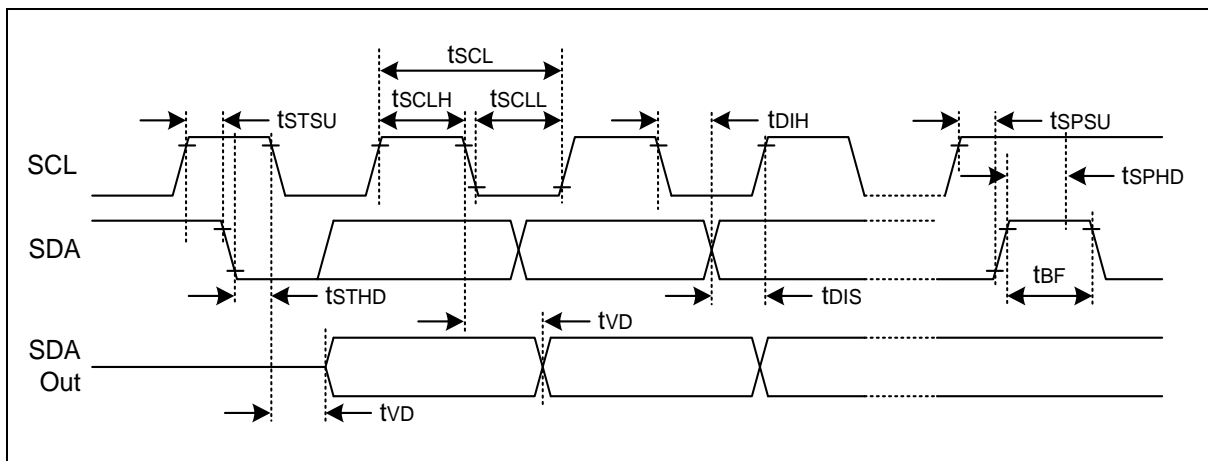 tSCL
tSCLH
tSCLL
tSTSU
tDIH
tSPSU
SCL
tSPHD
SDA
tSTHD
tDIS
tBF
tVD
SDA
Out
tVD